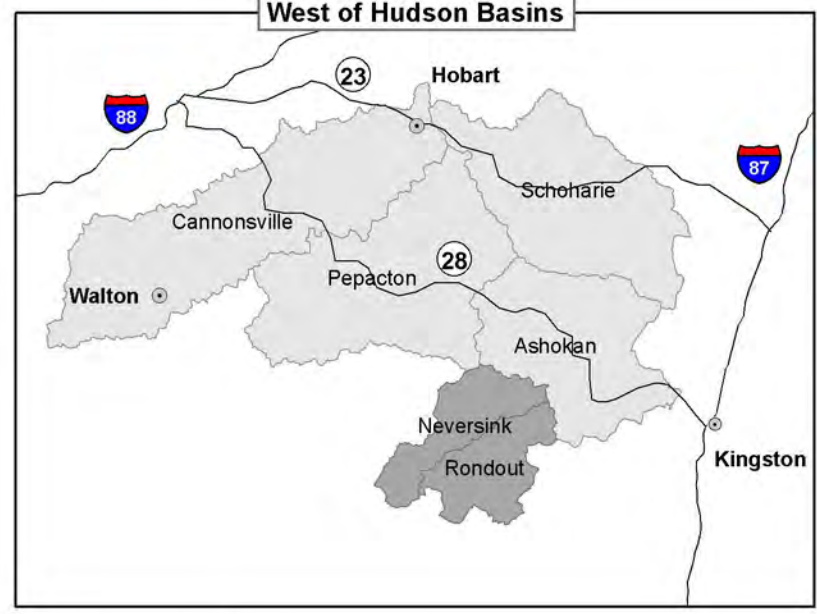 West of Hudson Basins
23
Hobart
88
87
Schoharie
Cannonsville
28
Pepacton
Walton
Ashokan
Neversink
Kingston
Rondout